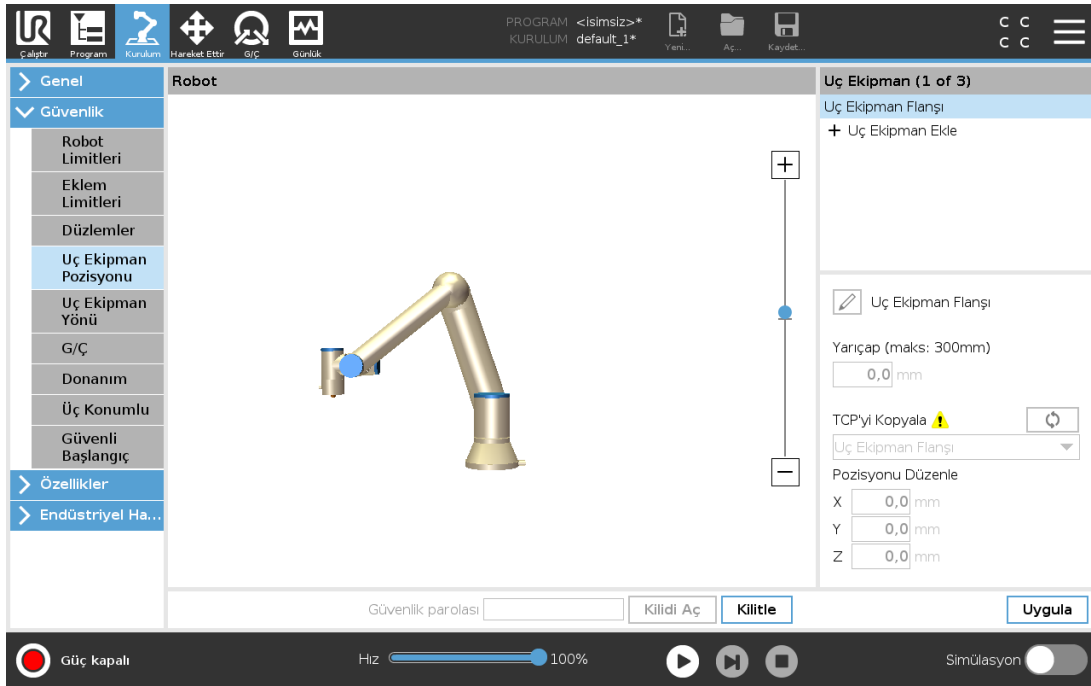 UR
PROGRAM <isimsiz>*
KURULUM default_1*
Çalıştır Program Kurulum Hareket Ettir G/Ç Günlük
Yeni... Aç... Kaydet...
C C
C C
Genel
Güvenlik
Robot
Limitleri
Eklem
Limitleri
Düzlemler
Uç Ekipman
Pozisyonu
Uç Ekipman
Yönü
G/Ç
Donanım
Üç Konumlu
Güvenli
Başlangıç
Özellikler
Endüstriyel Ha...
Robot
Uç Ekipman (1 of 3)
Uç Ekipman Flanşı
+ Uç Ekipman Ekle
Uç Ekipman Flanşı
Yarıçap (maks: 300mm)
0,0 mm
TCP'yi Kopyala
Uç Ekipman Flanşı
Pozisyonu Düzenle
X 0,0 mm
Y 0,0 mm
Z 0,0 mm
Güvenlik parolası Kilidi Aç Kilitle Uygula
Güç kapalı Hız 100% Simülasyon